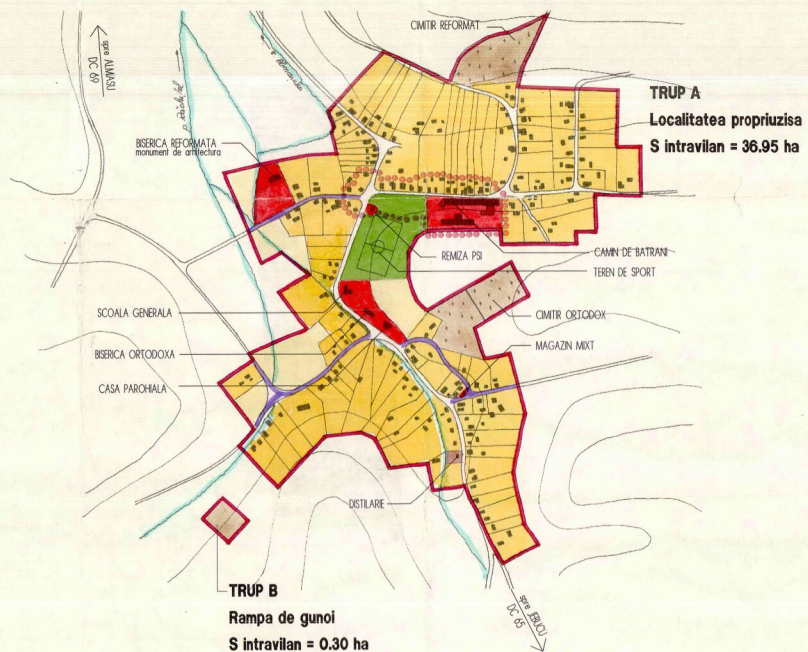 CIMITIR REFORMAT
spre ALMASU
DC 69
TRUP A
Localitatea propriuzisa
S intravilan = 36.95 ha
BISERICA REFORMATA
monument de arhitectura
REMIZA PSI
CAMIN DE BATRANI
TEREN DE SPORT
SCOALA GENERALA
CIMITIR ORTODOX
BISERICA ORTODOXA
MAGAZIN MIXT
CASA PAROHIALA
DISTILARIE
TRUP B
Rampa de gunoi
S intravilan = 0.30 ha
spre JEBUCU
DC 65